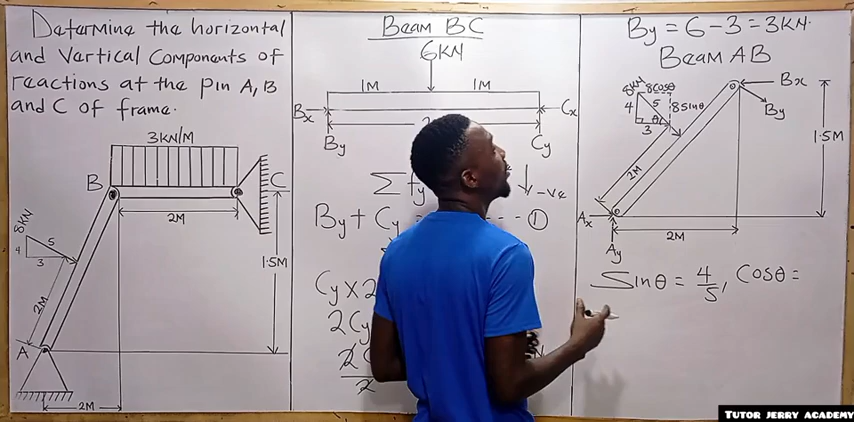 Determine the horizontal
and Vertical Components of
reactions at the pin A, B
and C of frame.
3KN/M
B
C
2M
8KN
5
4
3
2M
1.5M
A
2M
Beam BC
6KN
1M
1M
Bx
Cx
By
Cy
Σfy
-ve
By + Cy
- - - - ①
Cy × 2
2Cy
2
2
By = 6 - 3 = 3KN.
Beam AB
8KN
8cosθ
Bx
4
5
8sinθ
θ
3
By
2M
1.5M
Ax
Ay
2M
Sinθ = 4/5, Cosθ =
TUTOR JERRY ACADEMY